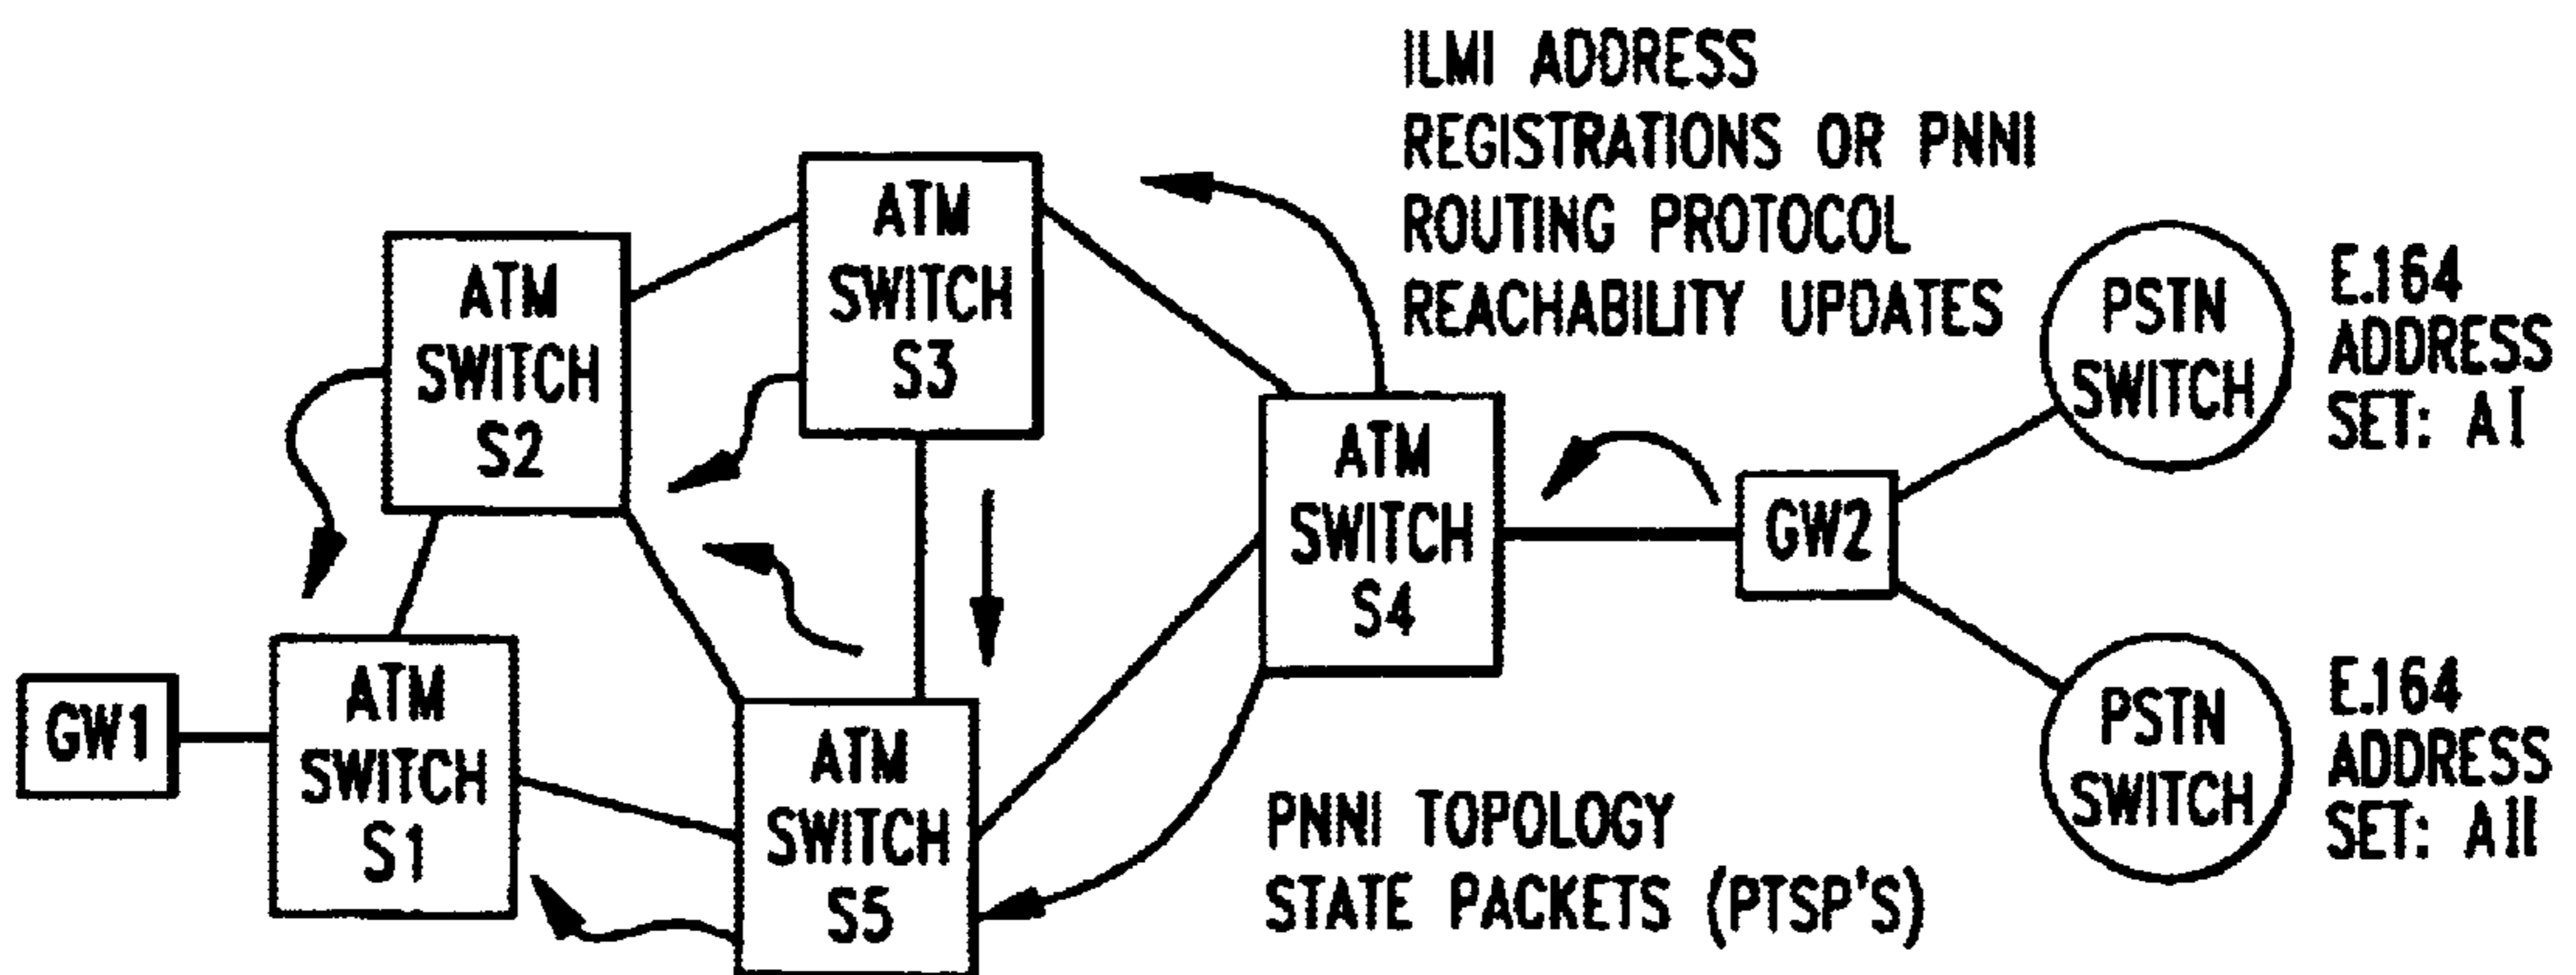 ILMI ADDRESS
REGISTRATIONS OR PNNI
ROUTING PROTOCOL
REACHABILITY UPDATES
ATM
SWITCH
S3
ATM
SWITCH
S2
PSTN
SWITCH
E.164
ADDRESS
SET: AI
ATM
SWITCH
S4
GW2
GW1
ATM
SWITCH
S1
ATM
SWITCH
S5
PSTN
SWITCH
E.164
ADDRESS
SET: AII
PNNI TOPOLOGY
STATE PACKETS (PTSP'S)